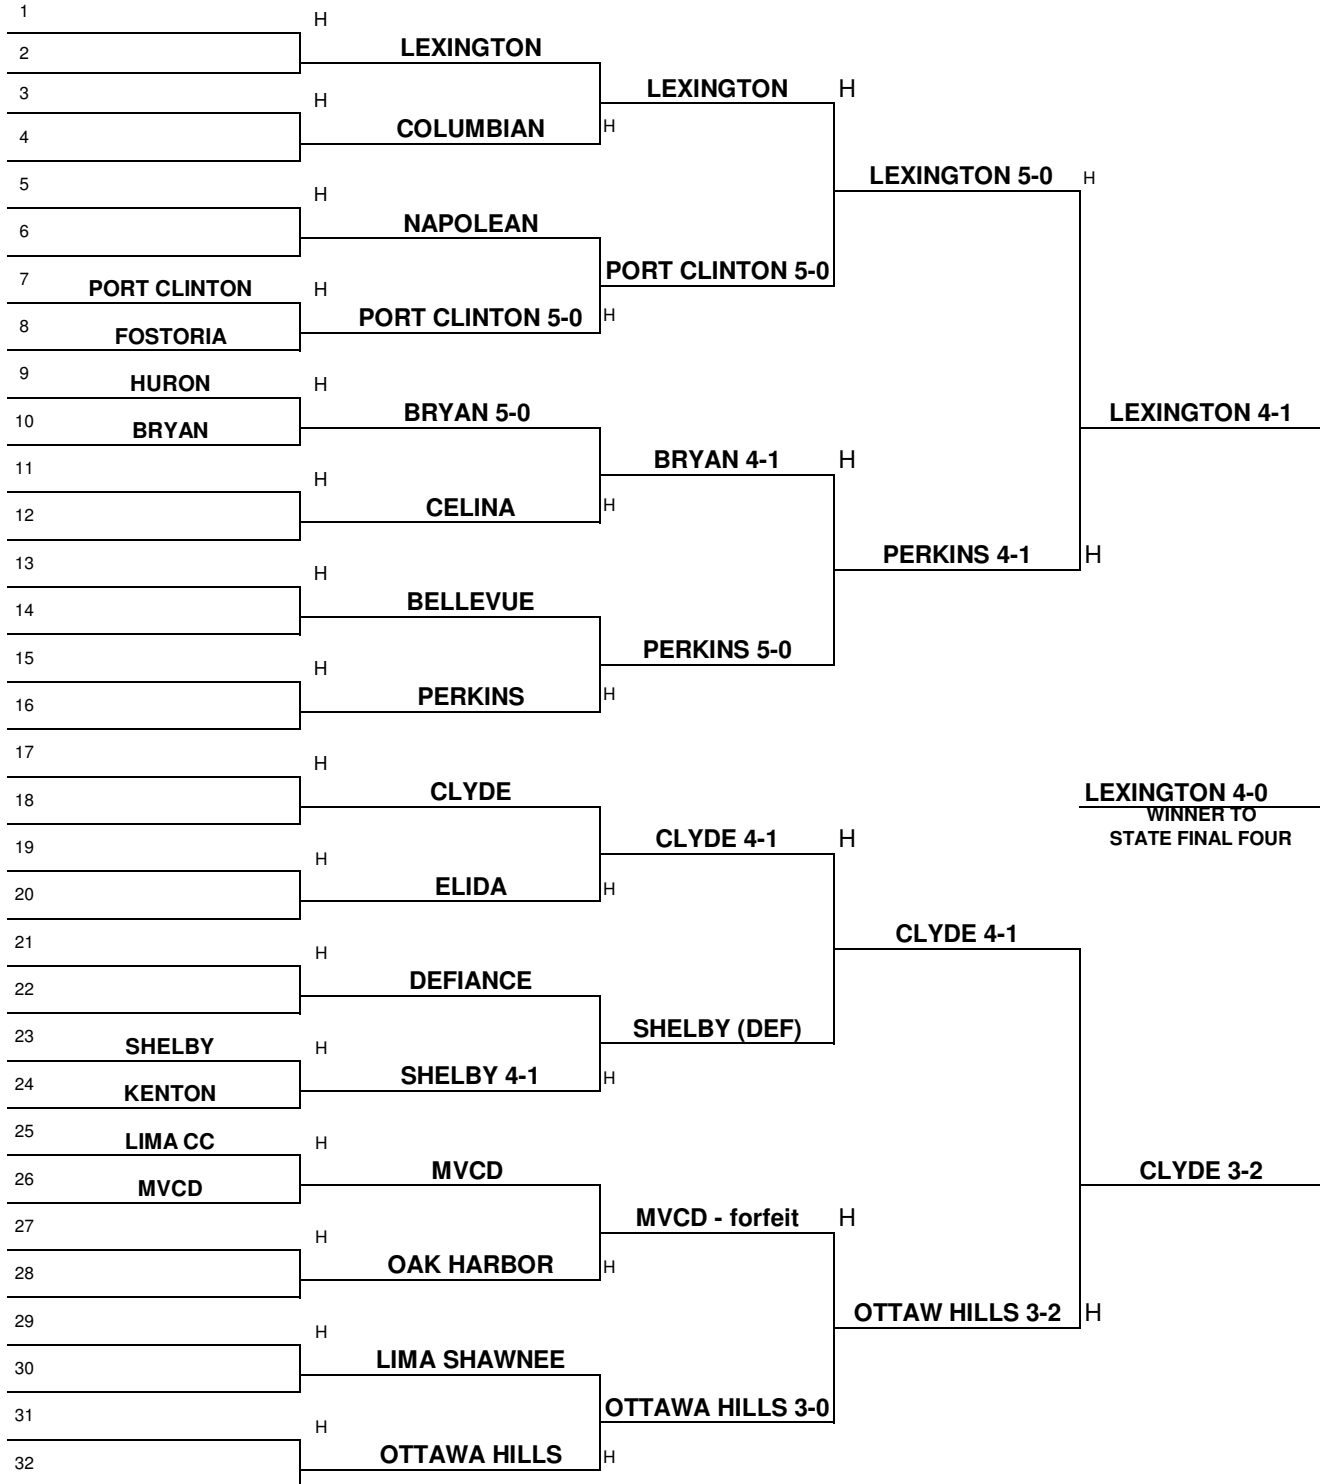 1
H
2
LEXINGTON
3
H
LEXINGTON H
4
COLUMBIAN H
5
H
LEXINGTON 5-0 H
6
NAPOLEAN
7
PORT CLINTON H
PORT CLINTON 5-0
8
FOSTORIA
PORT CLINTON 5-0 H
9
HURON H
10
BRYAN
BRYAN 5-0
LEXINGTON 4-1
11
H
BRYAN 4-1 H
12
CELINA H
13
H
PERKINS 4-1 H
14
BELLEVUE
15
H
PERKINS 5-0
16
PERKINS H
17
H
18
CLYDE
LEXINGTON 4-0
WINNER TO
STATE FINAL FOUR
19
H
CLYDE 4-1 H
20
ELIDA H
21
H
CLYDE 4-1
22
DEFIANCE
23
SHELBY H
SHELBY (DEF)
24
KENTON
SHELBY 4-1 H
25
LIMA CC H
26
MVCD
MVCD
CLYDE 3-2
27
H
MVCD - forfeit H
28
OAK HARBOR H
29
H
OTTAW HILLS 3-2 H
30
LIMA SHAWNEE
31
H
OTTAWA HILLS 3-0
32
OTTAWA HILLS H